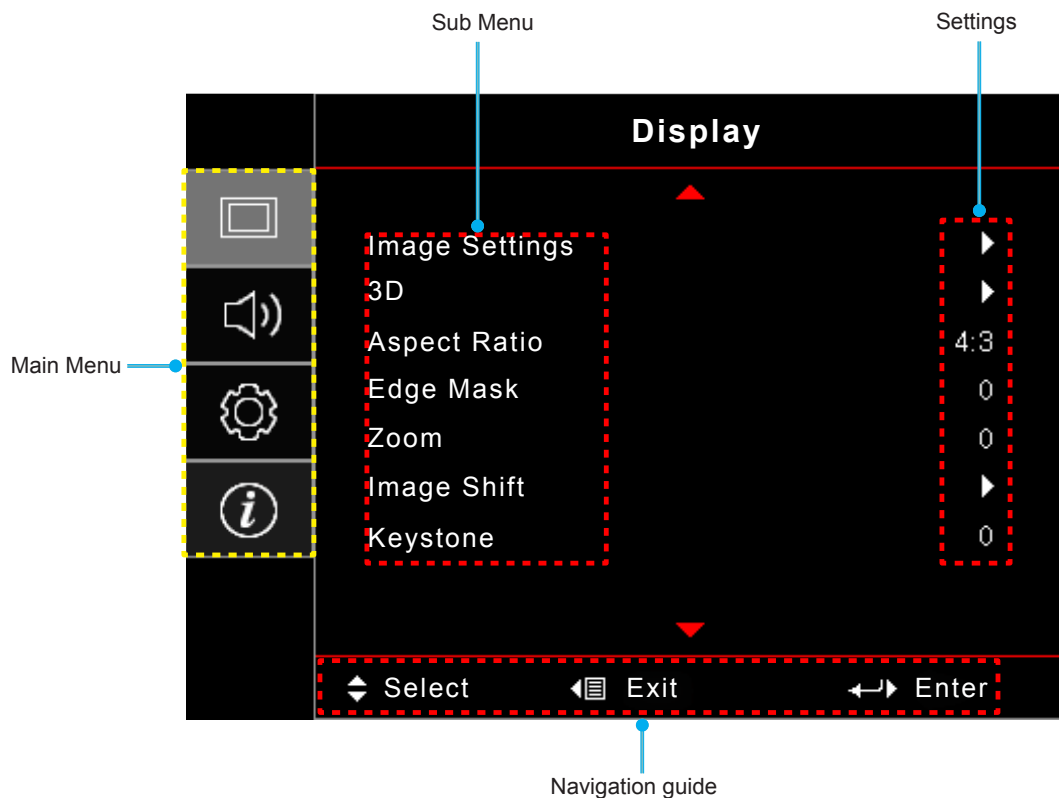 Sub Menu
Settings
Display
Image Settings
3D
Aspect Ratio 4:3
Edge Mask 0
Zoom 0
Image Shift
Keystone 0
Main Menu
Select Exit Enter
Navigation guide